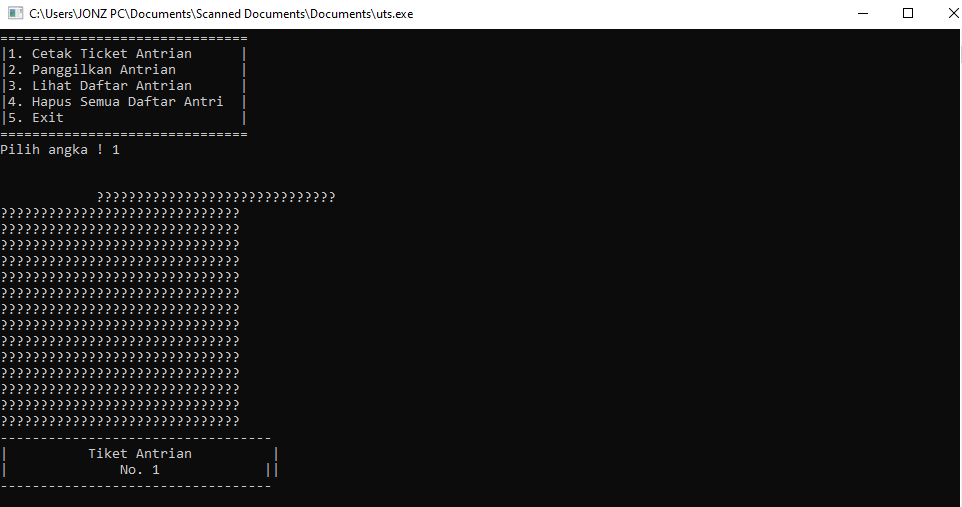 C:\Users\JONZ PC\Documents\Scanned Documents\Documents\uts.exe
===============================
|1. Cetak Ticket Antrian      |
|2. Panggilkan Antrian        |
|3. Lihat Daftar Antrian      |
|4. Hapus Semua Daftar Antri  |
|5. Exit                      |
===============================
Pilih angka ! 1
            ??????????????????????????????
??????????????????????????????
??????????????????????????????
??????????????????????????????
??????????????????????????????
??????????????????????????????
??????????????????????????????
??????????????????????????????
??????????????????????????????
??????????????????????????????
??????????????????????????????
??????????????????????????????
??????????????????????????????
??????????????????????????????
??????????????????????????????
----------------------------------
|          Tiket Antrian          |
|              No. 1             ||
----------------------------------